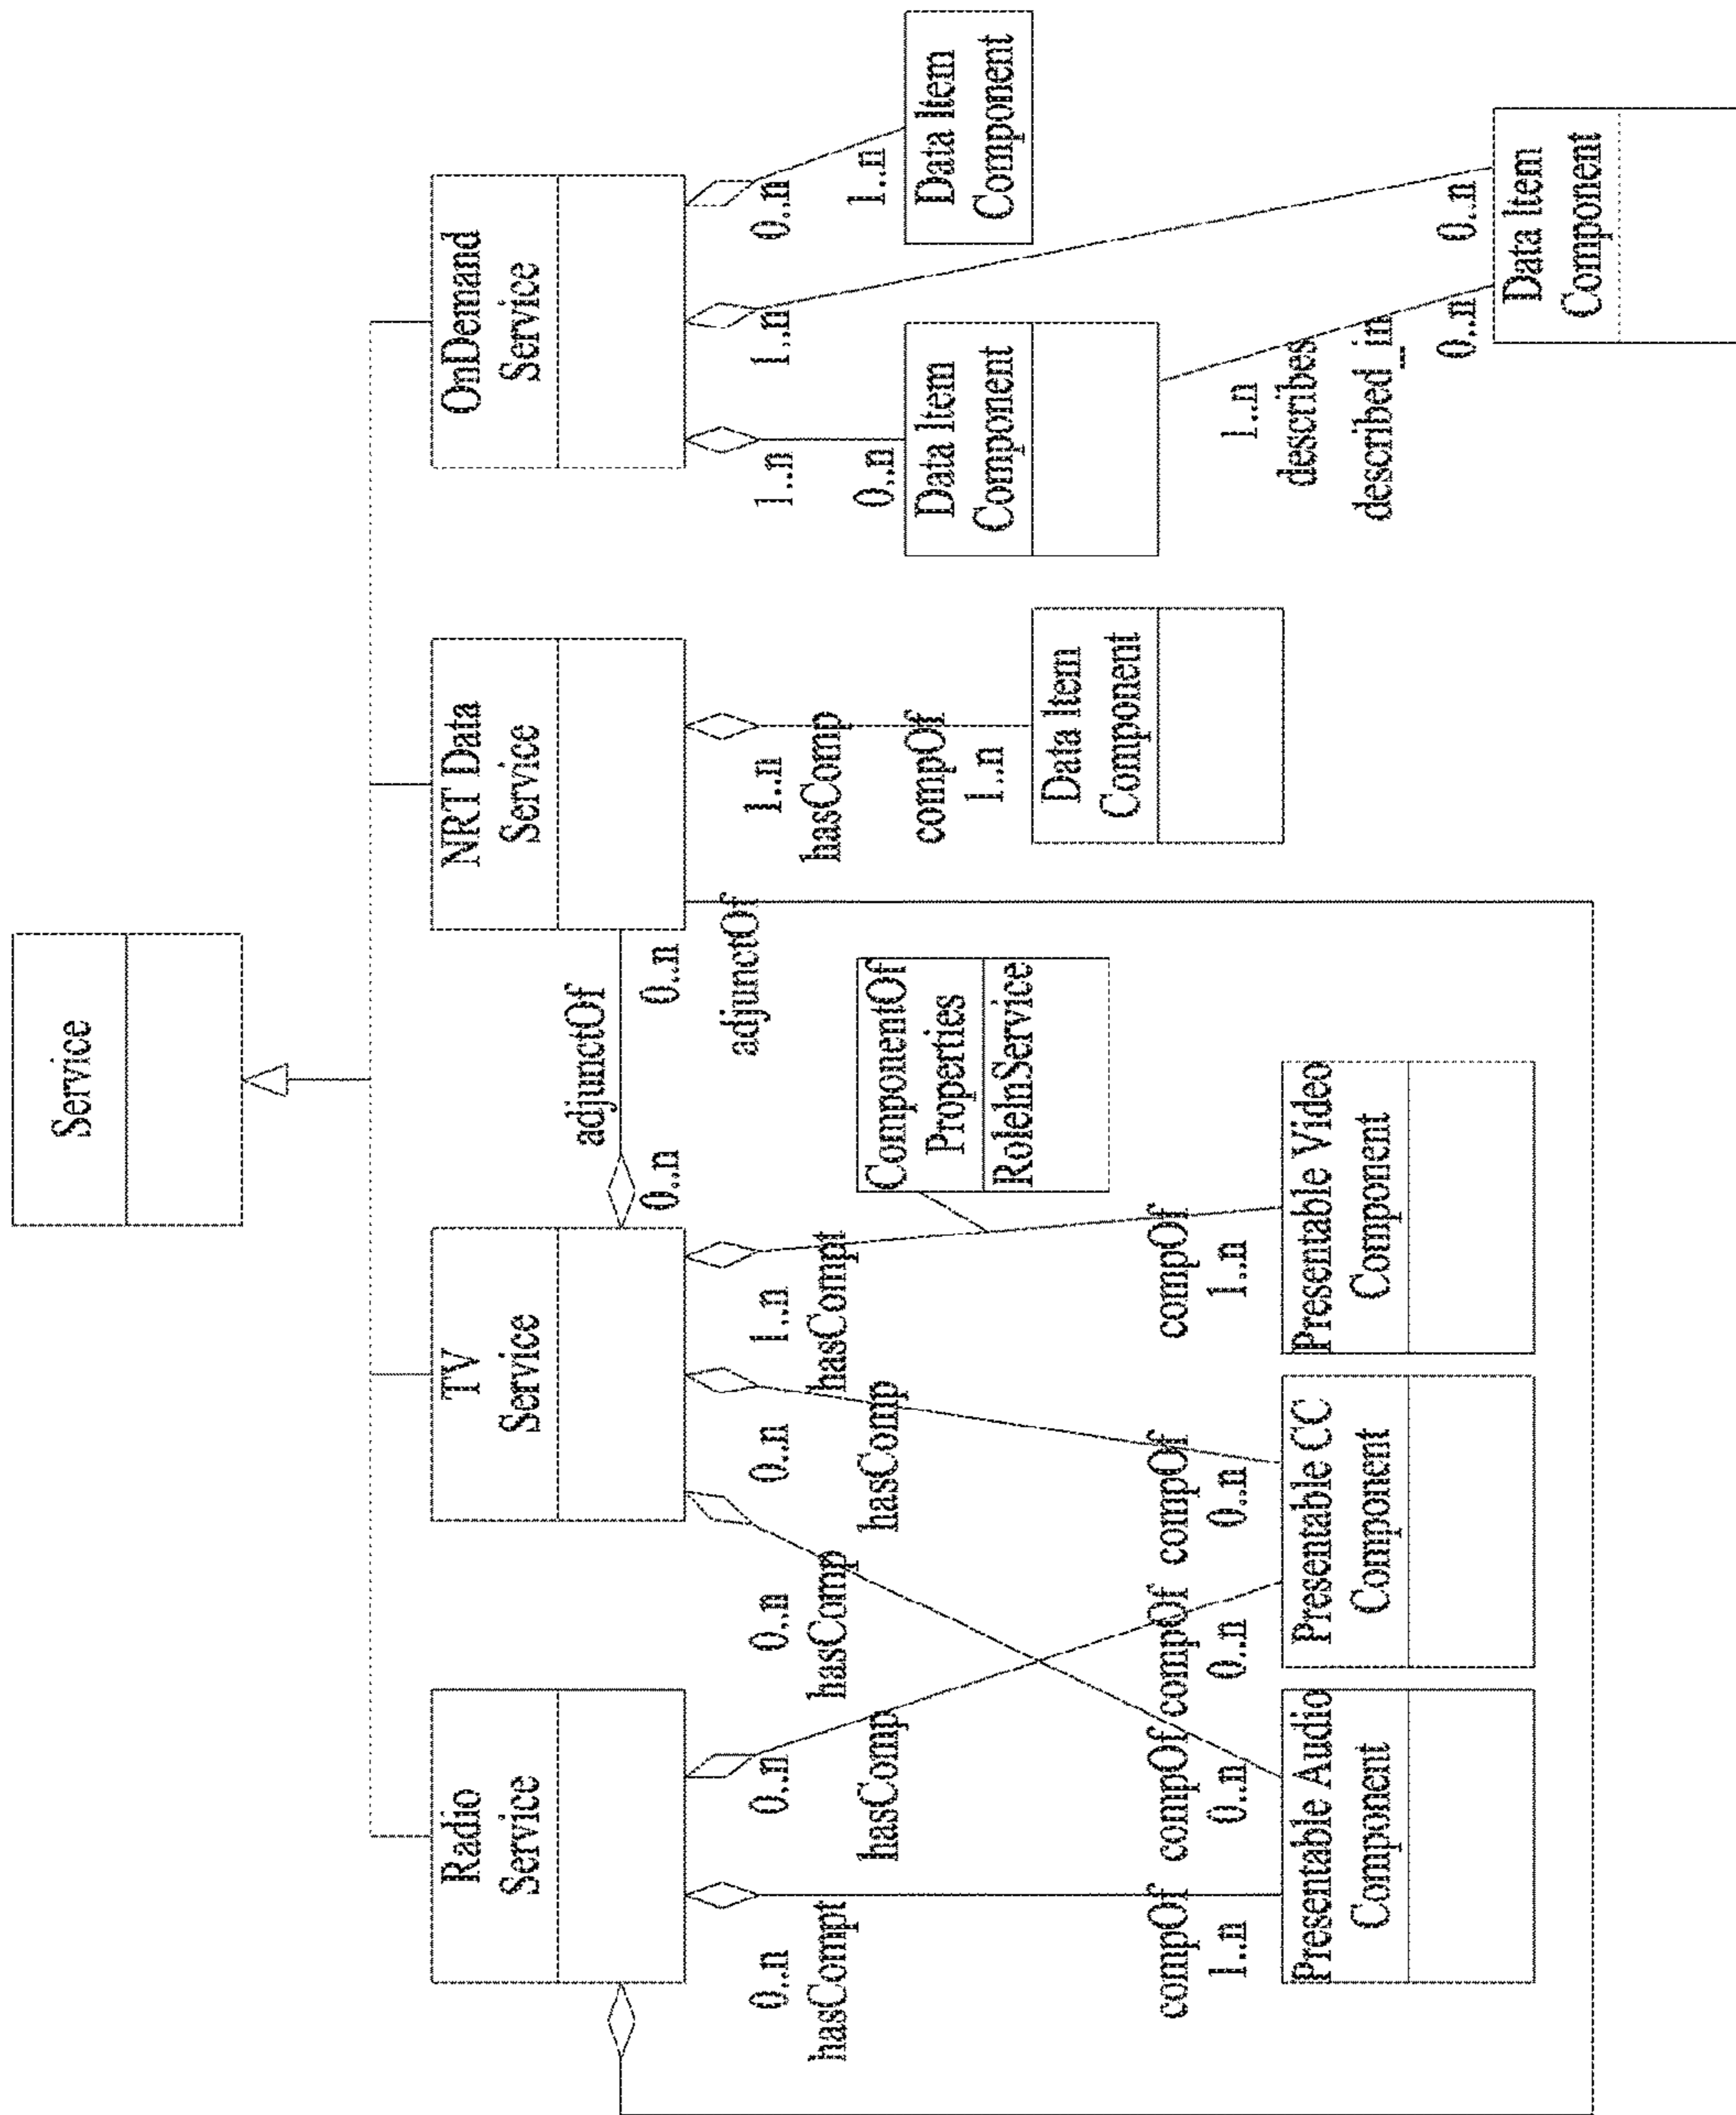 Service
Radio
Service
TV
Service
NRT Data
Service
OnDemand
Service
adjunctOf
0..n
0..n
adjunctOf
0..n
hasCompt
0..n
hasComp
0..n
hasComp
0..n
hasComp
1..n
hasCompt
1..n
hasComp
compOf
1..n
1..n
0..n
1..n
0..n
1..n
ComponentOf
Properties
RoleInService
Data Item
Component
Data Item
Component
Data Item
Component
compOf
1..n
compOf
0..n
compOf
0..n
compOf
0..n
compOf
1..n
1..n
describes
described_in
0..n
0..n
Presentable Audio
Component
Presentable CC
Component
Presentable Video
Component
Data Item
Component